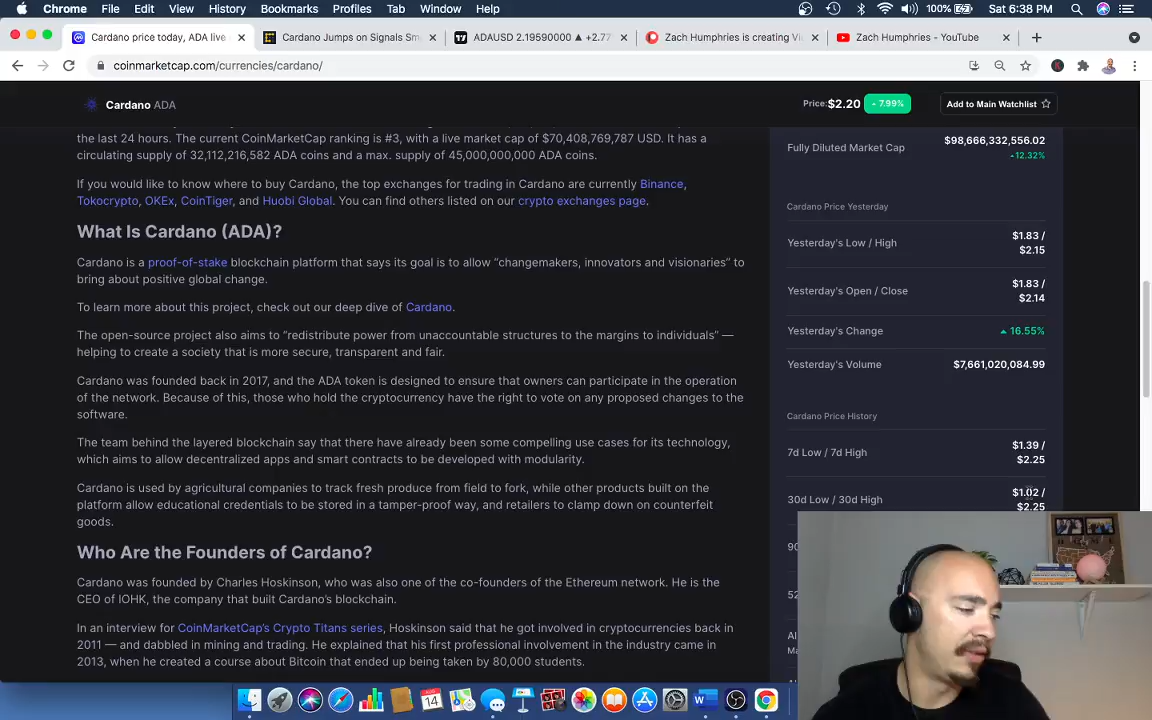 Chrome File Edit View History Bookmarks Profiles Tab Window Help 100% Sat 6:38 PM
Cardano price today, ADA live × Cardano Jumps on Signals Sm × ADAUSD 2.19590000 ▲ +2.77 × Zach Humphries is creating Vi × Zach Humphries - YouTube × +
coinmarketcap.com/currencies/cardano/
Cardano ADA
Price: $2.20 7.99%
Add to Main Watchlist
the last 24 hours. The current CoinMarketCap ranking is #3, with a live market cap of $70,408,769,787 USD. It has a
circulating supply of 32,112,216,582 ADA coins and a max. supply of 45,000,000,000 ADA coins.
If you would like to know where to buy Cardano, the top exchanges for trading in Cardano are currently Binance,
Tokocrypto, OKEx, CoinTiger, and Huobi Global. You can find others listed on our crypto exchanges page.
What Is Cardano (ADA)?
Cardano is a proof-of-stake blockchain platform that says its goal is to allow “changemakers, innovators and visionaries” to
bring about positive global change.
To learn more about this project, check out our deep dive of Cardano.
The open-source project also aims to “redistribute power from unaccountable structures to the margins to individuals” —
helping to create a society that is more secure, transparent and fair.
Cardano was founded back in 2017, and the ADA token is designed to ensure that owners can participate in the operation
of the network. Because of this, those who hold the cryptocurrency have the right to vote on any proposed changes to the
software.
The team behind the layered blockchain say that there have already been some compelling use cases for its technology,
which aims to allow decentralized apps and smart contracts to be developed with modularity.
Cardano is used by agricultural companies to track fresh produce from field to fork, while other products built on the
platform allow educational credentials to be stored in a tamper-proof way, and retailers to clamp down on counterfeit
goods.
Who Are the Founders of Cardano?
Cardano was founded by Charles Hoskinson, who was also one of the co-founders of the Ethereum network. He is the
CEO of IOHK, the company that built Cardano’s blockchain.
In an interview for CoinMarketCap’s Crypto Titans series, Hoskinson said that he got involved in cryptocurrencies back in
2011 — and dabbled in mining and trading. He explained that his first professional involvement in the industry came in
2013, when he created a course about Bitcoin that ended up being taken by 80,000 students.
Fully Diluted Market Cap
$98,666,332,556.02
12.32%
Cardano Price Yesterday
Yesterday's Low / High
$1.83 /
$2.15
Yesterday's Open / Close
$1.83 /
$2.14
Yesterday's Change
▲ 16.55%
Yesterday's Volume
$7,661,020,084.99
Cardano Price History
7d Low / 7d High
$1.39 /
$2.25
30d Low / 30d High
$1.02 /
$2.25
90
52
Al
Ma
14